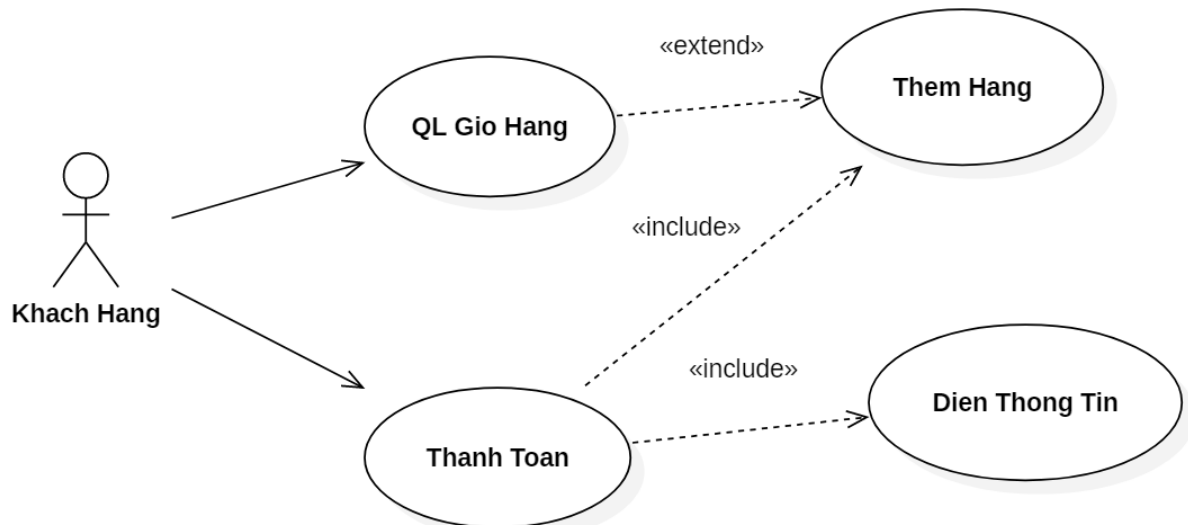 «extend»
Them Hang
QL Gio Hang
«include»
Khach Hang
«include»
Dien Thong Tin
Thanh Toan